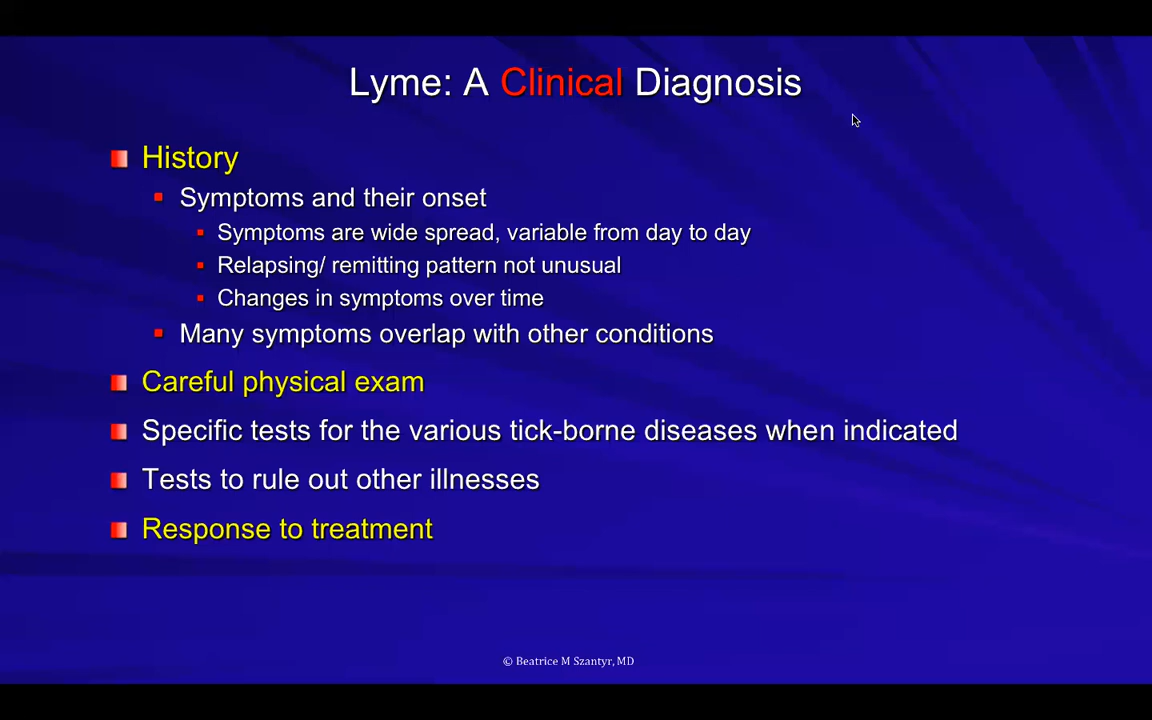 Lyme: A Clinical Diagnosis
History
Symptoms and their onset
Symptoms are wide spread, variable from day to day
Relapsing/ remitting pattern not unusual
Changes in symptoms over time
Many symptoms overlap with other conditions
Careful physical exam
Specific tests for the various tick-borne diseases when indicated
Tests to rule out other illnesses
Response to treatment
© Beatrice M Szantyr, MD